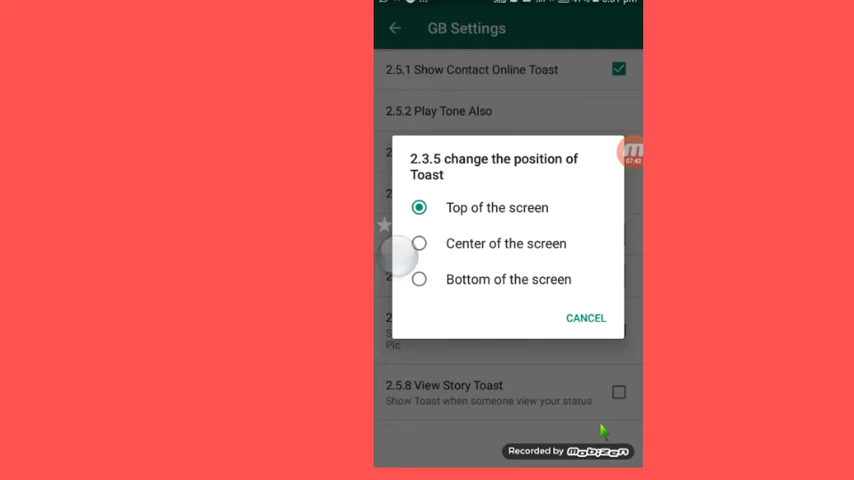 GB Settings
2.5.1 Show Contact Online Toast
2.5.2 Play Tone Also
2.3.5 change the position of
Toast
07:43
Top of the screen
Center of the screen
Bottom of the screen
CANCEL
Pic
2.5.8 View Story Toast
Show Toast when someone view your status
Recorded by mobizen